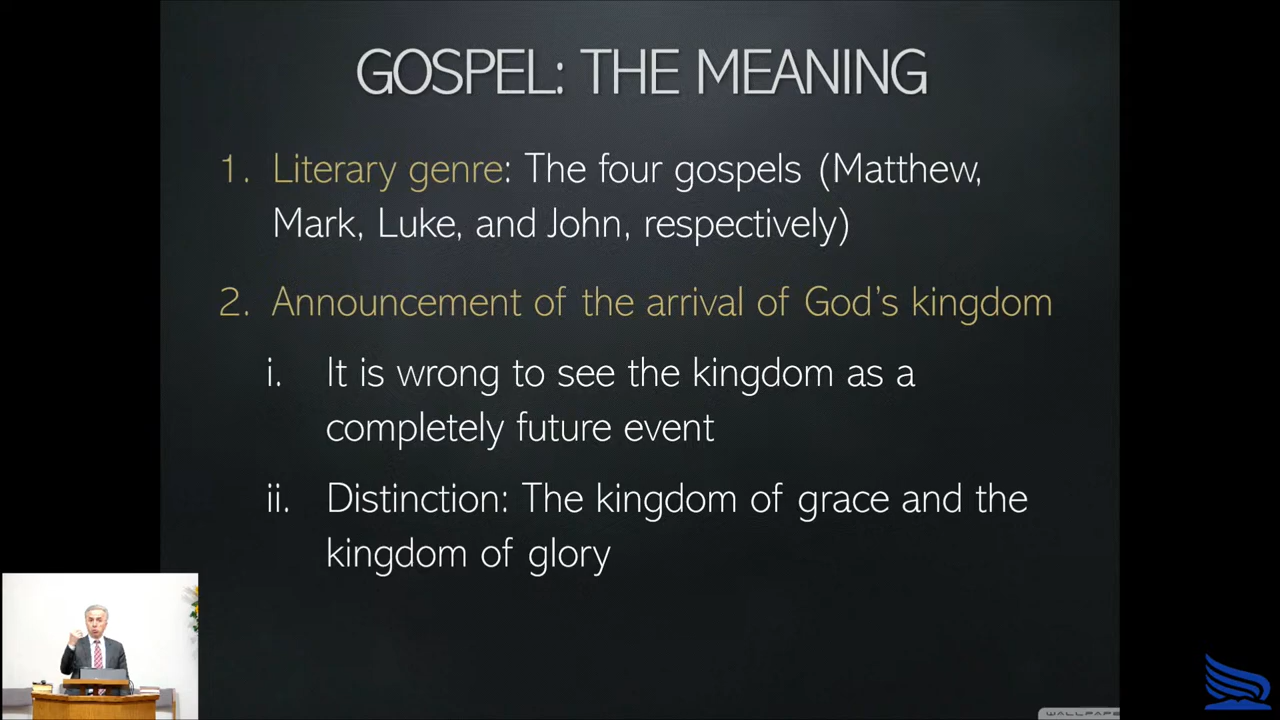 GOSPEL: THE MEANING
1. Literary genre: The four gospels (Matthew,
Mark, Luke, and John, respectively)
2. Announcement of the arrival of God’s kingdom
i. It is wrong to see the kingdom as a
completely future event
ii. Distinction: The kingdom of grace and the
kingdom of glory